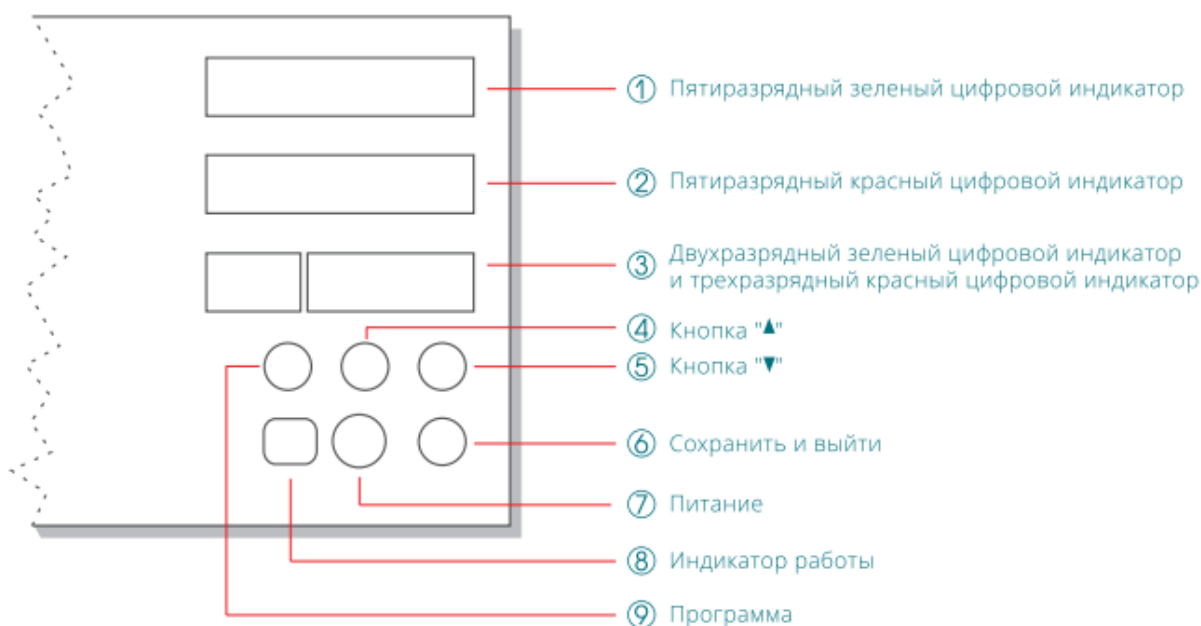 ① Пятиразрядный зеленый цифровой индикатор
② Пятиразрядный красный цифровой индикатор
③ Двухразрядный зеленый цифровой индикатор
и трехразрядный красный цифровой индикатор
④ Кнопка "▲"
⑤ Кнопка "▼"
⑥ Сохранить и выйти
⑦ Питание
⑧ Индикатор работы
⑨ Программа